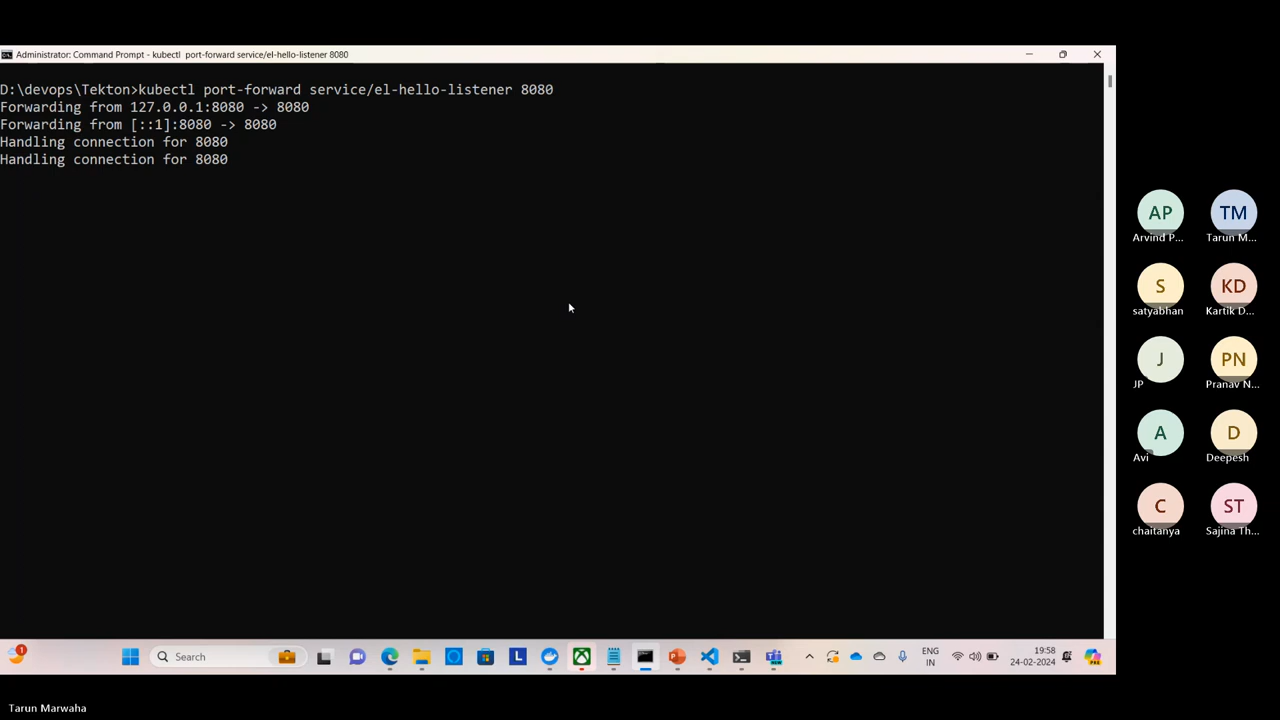 Administrator: Command Prompt - kubectl port-forward service/el-hello-listener 8080
D:\devops\Tekton>kubectl port-forward service/el-hello-listener 8080
Forwarding from 127.0.0.1:8080 -> 8080
Forwarding from [::1]:8080 -> 8080
Handling connection for 8080
Handling connection for 8080
AP
TM
Arvind P...
Tarun M...
S
KD
satyabhan
Kartik D...
J
PN
JP
Pranav N...
A
D
Avi
Deepesh
C
ST
chaitanya
Sajina Th...
1
Search
L
NEW
ENG
IN
19:58
24-02-2024
PRE
Tarun Marwaha